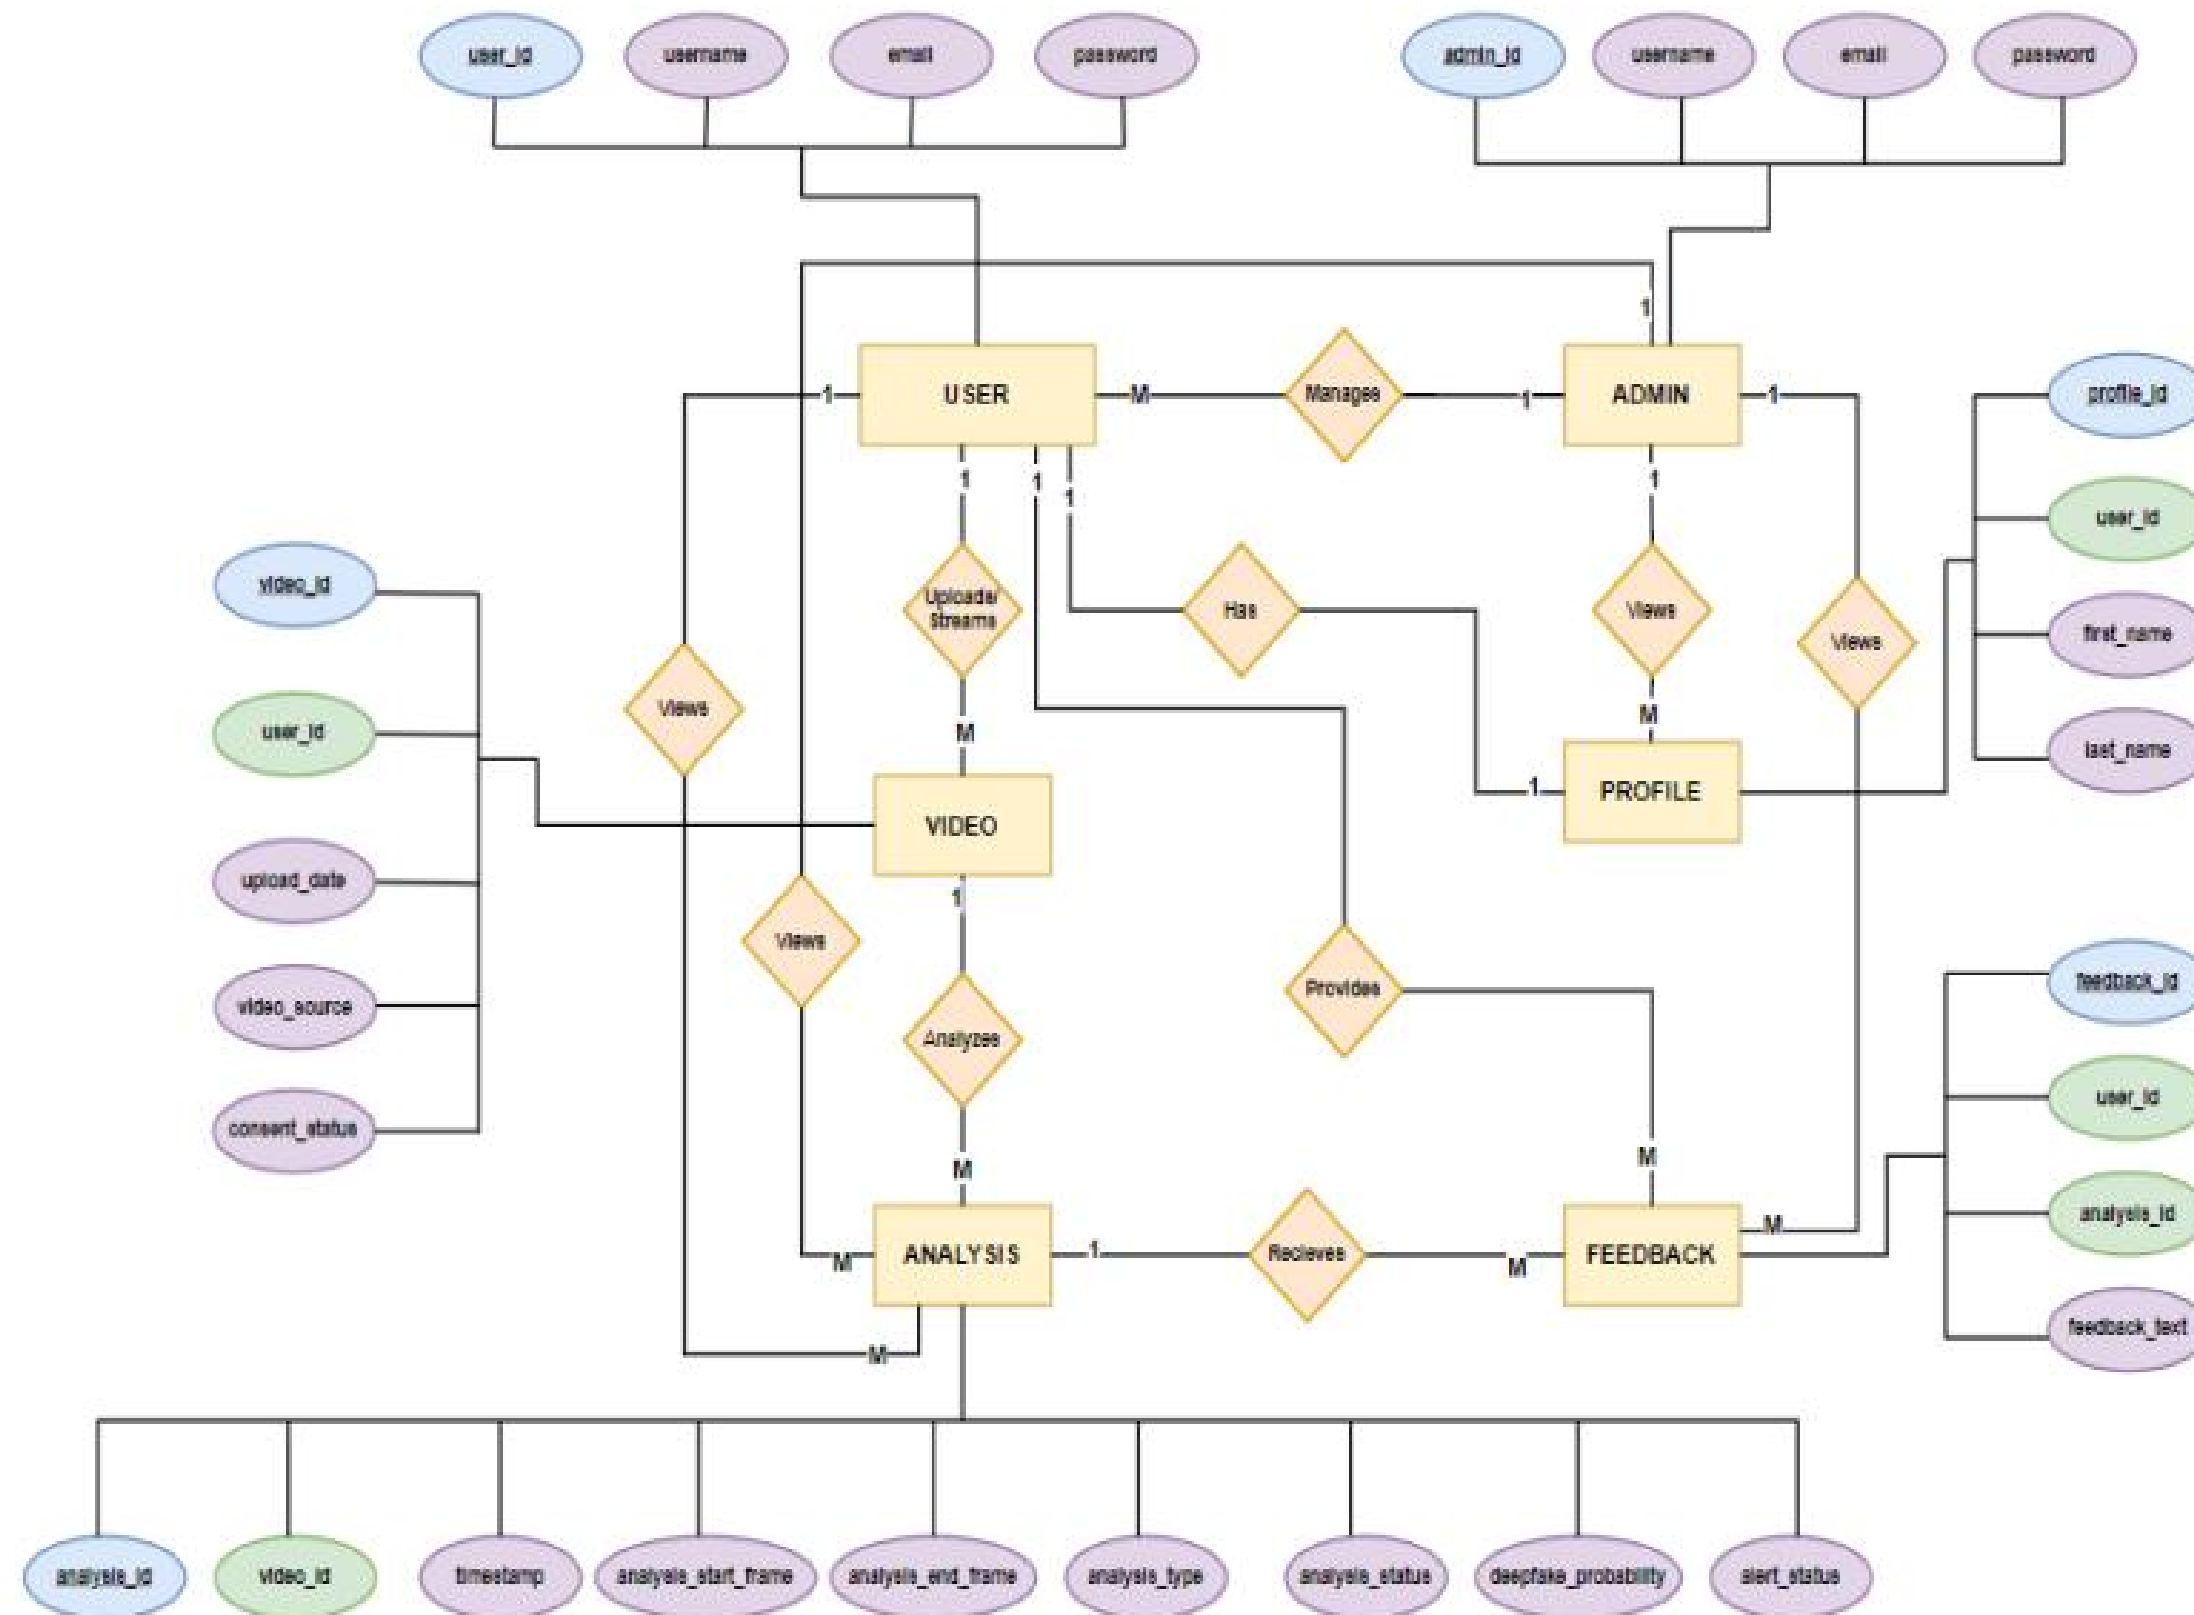 user_id
username
email
password
admin_id
username
email
password
1
USER
M
Manages
1
ADMIN
1
1
profile_id
user_id
first_name
last_name
1
1
1
1
Uploads/
Streams
Has
Views
Views
Views
M
M
1
PROFILE
video_id
user_id
upload_date
video_source
consent_status
VIDEO
1
Views
Analyzes
Provides
M
M
feedback_id
user_id
analysis_id
feedback_text
M
ANALYSIS
1
Recieves
M
FEEDBACK
M
M
analysis_id
video_id
timestamp
analysis_start_frame
analysis_end_frame
analysis_type
analysis_status
deepfake_probability
alert_status